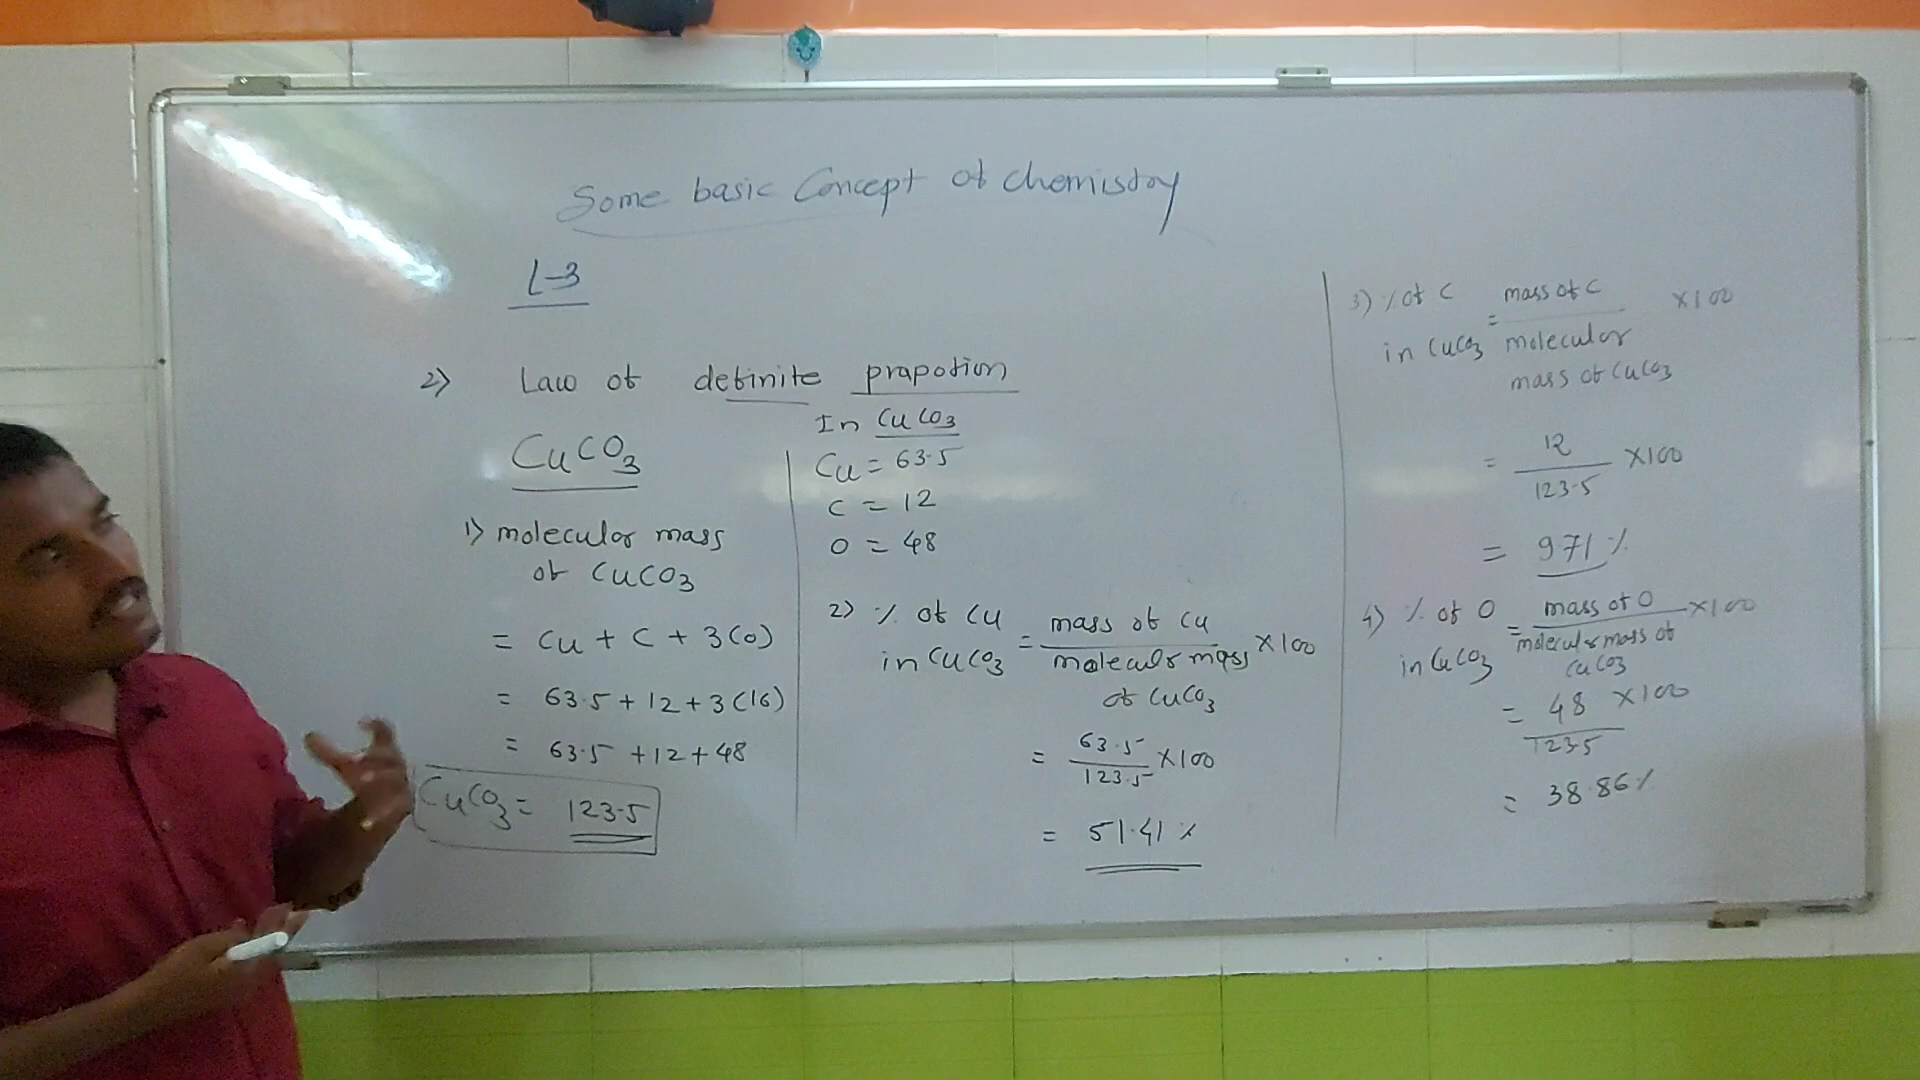 Some basic Concept of chemistry
L-3
2) Law of definite prapotion
CuCO3
1) molecular mass
of CuCO3
= Cu + C + 3(O)
= 63.5 + 12 + 3(16)
= 63.5 + 12 + 48
CuCO3 = 123.5
In CuCO3
Cu = 63.5
C = 12
O = 48
2) % of Cu in CuCO3 = mass of Cu / moleculr mass of CuCO3 ×100
= 63.5 / 123.5 ×100
= 51.41 %
3) % of C in CuCO3 = mass of C / molecular mass of CuCO3 ×100
= 12 / 123.5 ×100
= 971 %
4) % of O in CuCO3 = mass of O / moleculr mass of CuCO3 ×100
= 48 ×100 / 123.5
= 38.86 %